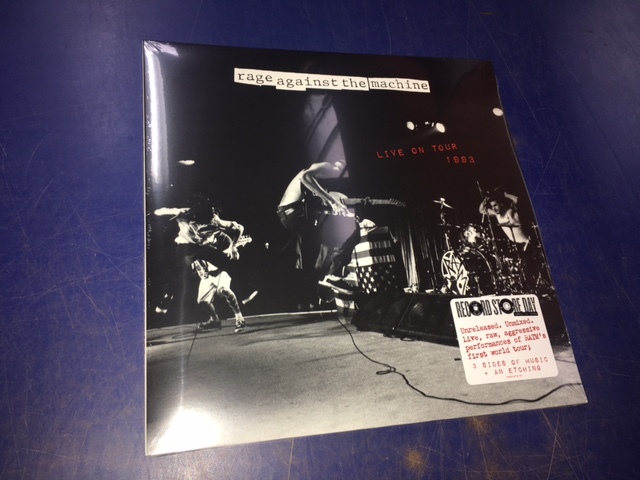 rage against the machine
LIVE ON TOUR
1993
RECORD STORE DAY
Unreleased. Unmixed.
Live, raw, aggressive
performances of RATM's
first world tour;
3 SIDES OF MUSIC
+ AN ETCHING